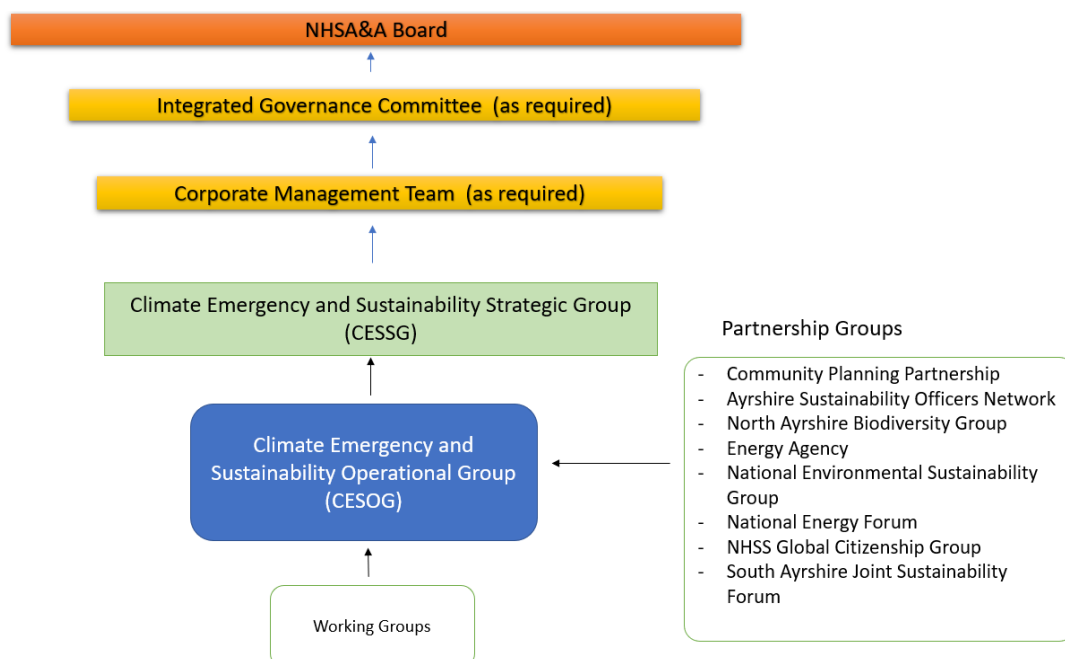 NHSA&A Board
Integrated Governance Committee (as required)
Corporate Management Team (as required)
Climate Emergency and Sustainability Strategic Group
(CESSG)
Climate Emergency and
Sustainability Operational Group
(CESOG)
Working Groups
Partnership Groups
- Community Planning Partnership
- Ayrshire Sustainability Officers Network
- North Ayrshire Biodiversity Group
- Energy Agency
- National Environmental Sustainability
Group
- National Energy Forum
- NHSS Global Citizenship Group
- South Ayrshire Joint Sustainability
Forum